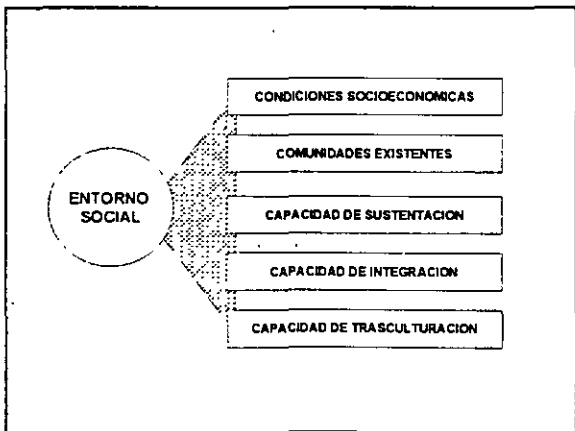 CONDICIONES SOCIOECONOMICAS
COMUNIDADES EXISTENTES
ENTORNO
SOCIAL
CAPACIDAD DE SUSTENTACION
CAPACIDAD DE INTEGRACION
CAPACIDAD DE TRASCULTURACION